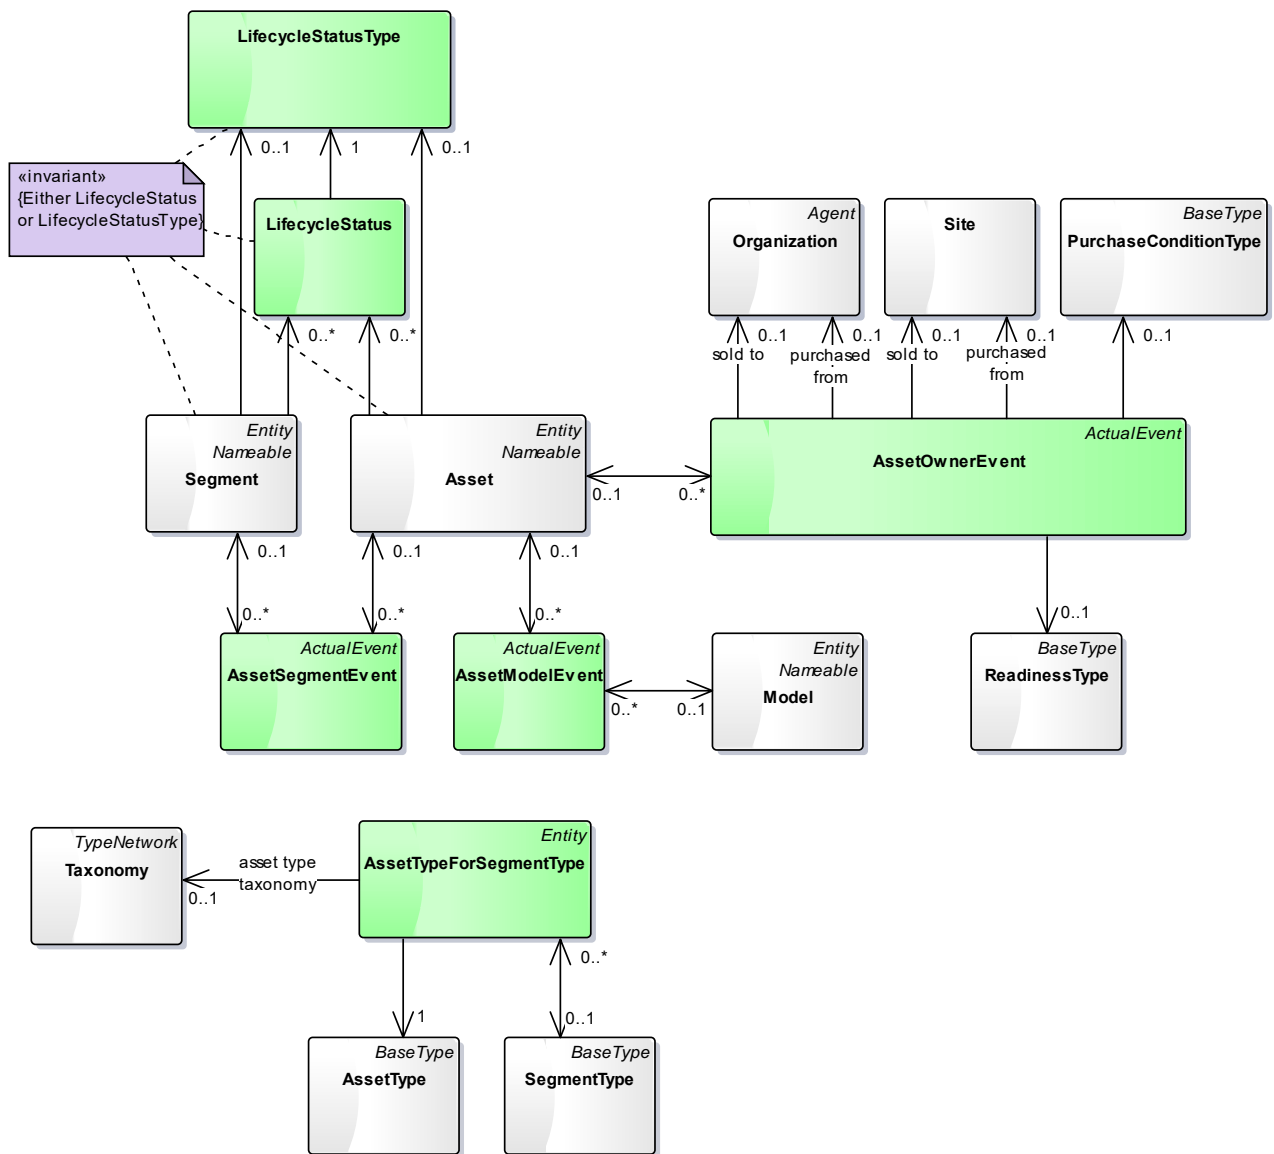 LifecycleStatusType
0..1
1
0..1
«invariant»
{Either LifecycleStatus
or LifecycleStatusType}
LifecycleStatus
0..*
0..*
Agent
Organization
Site
BaseType
PurchaseConditionType
0..1
sold to
0..1
purchased
from
0..1
sold to
0..1
purchased
from
0..1
Entity
Nameable
Segment
Entity
Nameable
Asset
ActualEvent
AssetOwnerEvent
0..1
0..*
0..1
0..*
0..1
0..*
0..1
0..*
0..1
ActualEvent
AssetSegmentEvent
ActualEvent
AssetModelEvent
0..*
0..1
Entity
Nameable
Model
BaseType
ReadinessType
TypeNetwork
Taxonomy
asset type
taxonomy
0..1
Entity
AssetTypeForSegmentType
0..*
1
0..1
BaseType
AssetType
BaseType
SegmentType